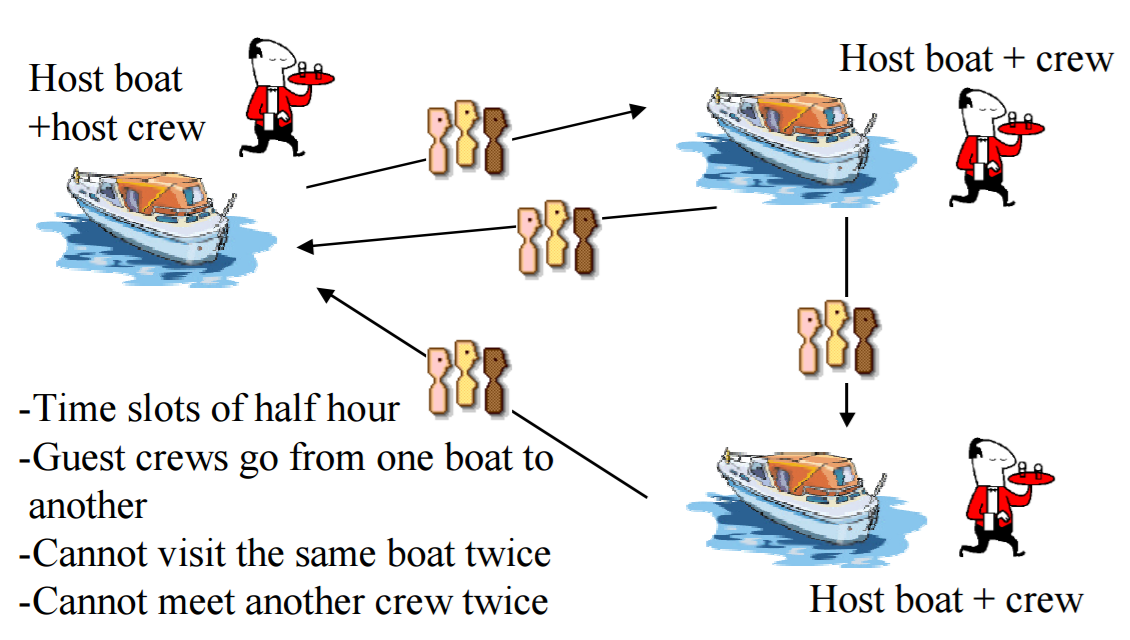 Host boat
+host crew
Host boat + crew
-Time slots of half hour
-Guest crews go from one boat to
another
-Cannot visit the same boat twice
-Cannot meet another crew twice
Host boat + crew